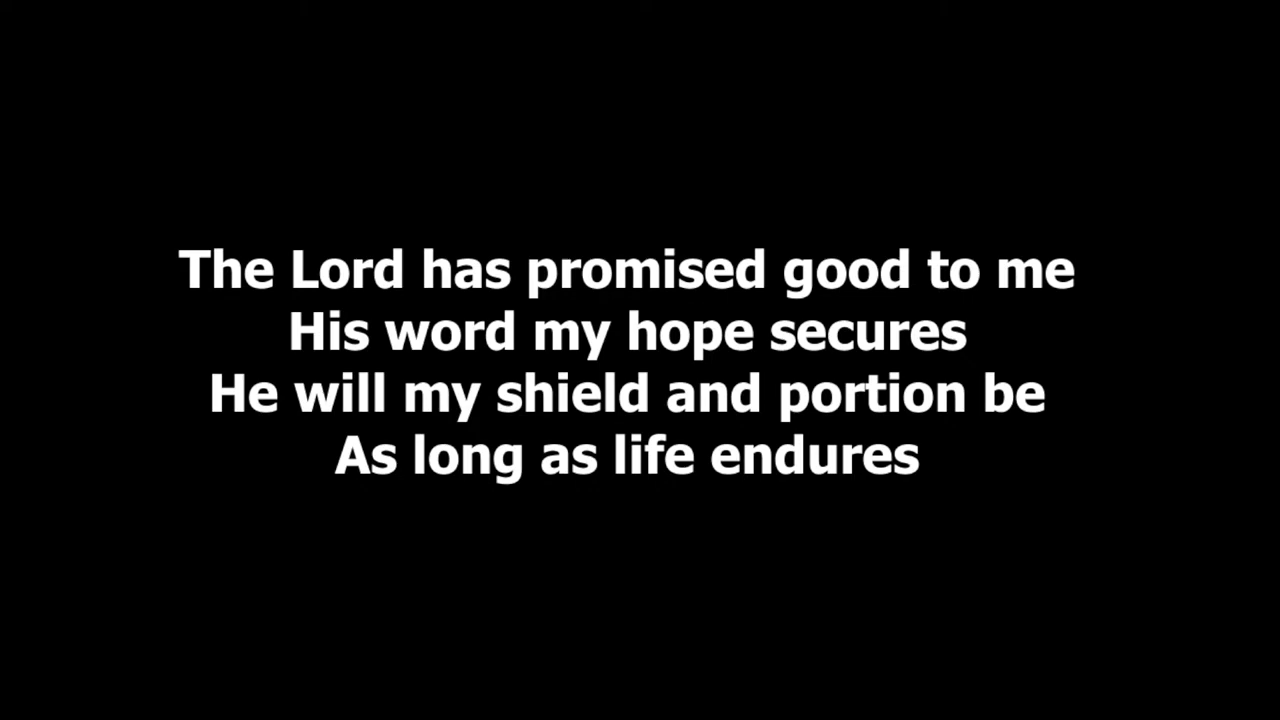 The Lord has promised good to me
His word my hope secures
He will my shield and portion be
As long as life endures